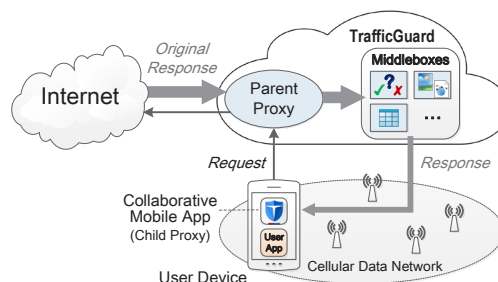 TrafficGuard
Original
Response
Middleboxes
Internet
Parent
Proxy
?
...
Request
Response
Collaborative
Mobile App
(Child Proxy)
User
App
User Device
Cellular Data Network